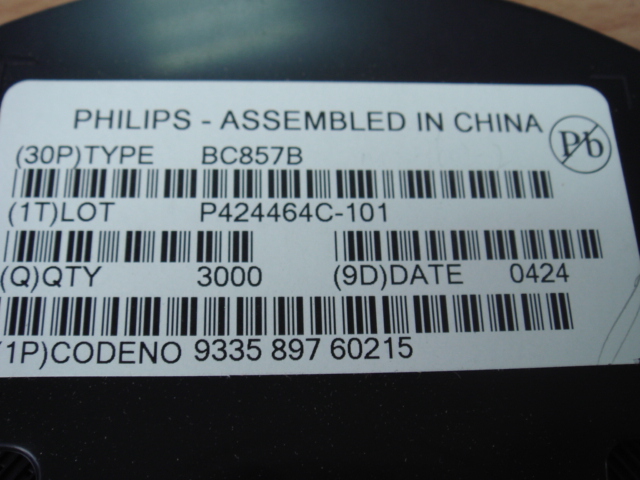 PHILIPS - ASSEMBLED IN CHINA
Pb
(30P)TYPE BC857B
(1T)LOT P424464C-101
(Q)QTY 3000 (9D)DATE 0424
1P)CODENO 9335 897 60215